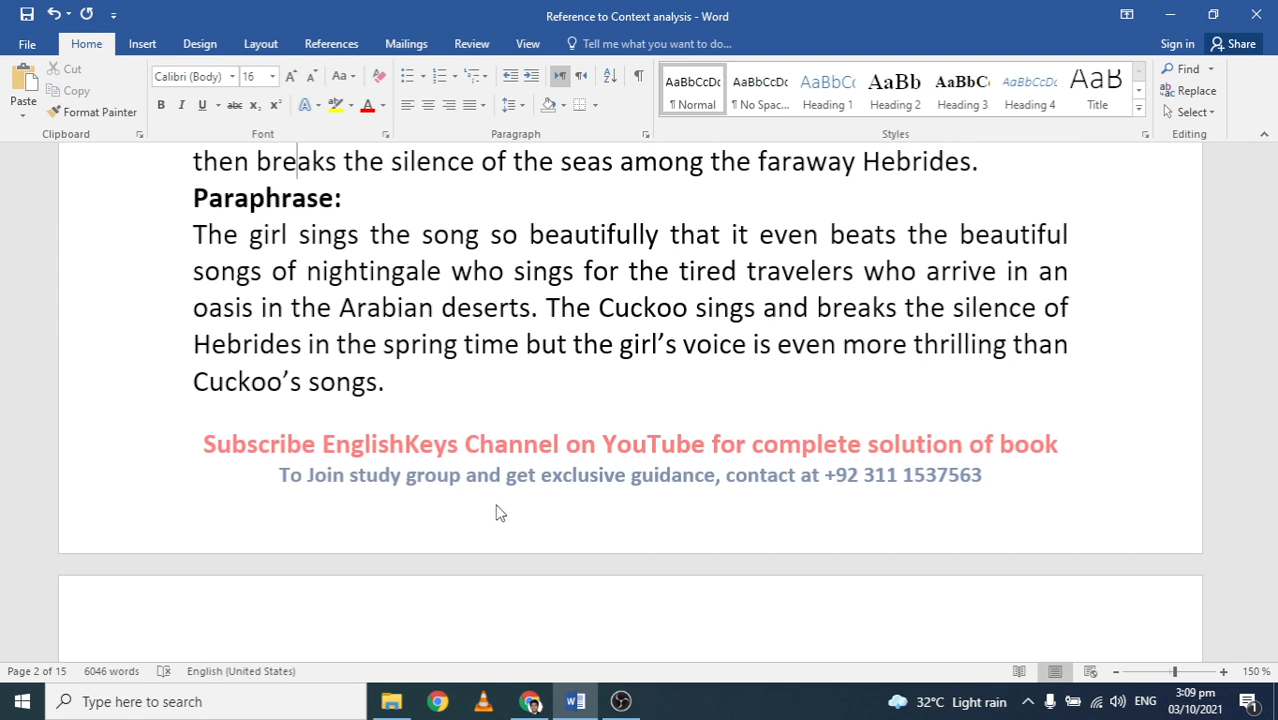 Reference to Context analysis - Word
File Home Insert Design Layout References Mailings Review View Tell me what you want to do... Sign in Share
Paste Cut Copy Format Painter
Calibri (Body) 16
AaBbCcDc AaBbCcDc AaBbCc AaBb AaBbC AaBbCcDc AaB
¶ Normal ¶ No Spac... Heading 1 Heading 2 Heading 3 Heading 4 Title
Find Replace Select
Clipboard Font Paragraph Styles Editing
then breaks the silence of the seas among the faraway Hebrides.
Paraphrase:
The girl sings the song so beautifully that it even beats the beautiful
songs of nightingale who sings for the tired travelers who arrive in an
oasis in the Arabian deserts. The Cuckoo sings and breaks the silence of
Hebrides in the spring time but the girl’s voice is even more thrilling than
Cuckoo’s songs.
Subscribe EnglishKeys Channel on YouTube for complete solution of book
To Join study group and get exclusive guidance, contact at +92 311 1537563
Page 2 of 15 6046 words English (United States) 150 %
Type here to search 32°C Light rain ENG 3:09 pm
03/10/2021